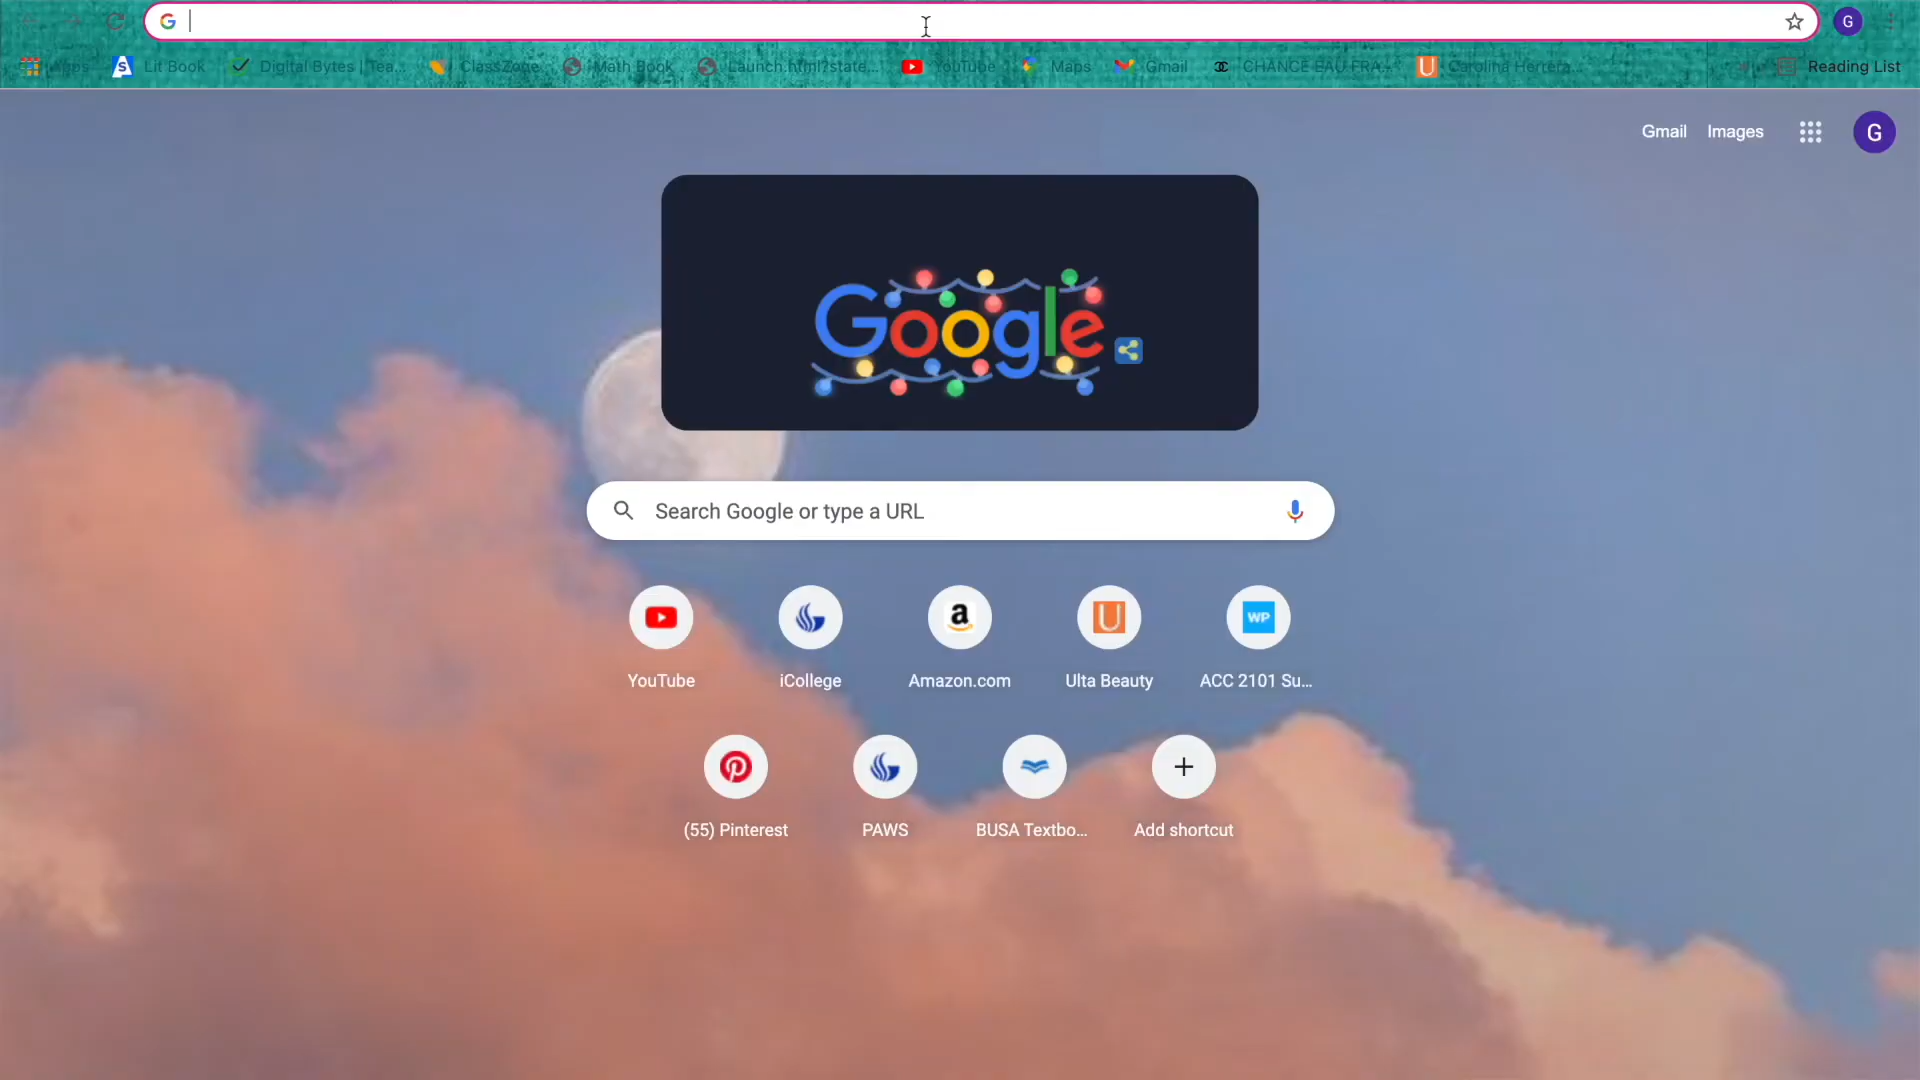 G
Apps Lit Book Digital Bytes | Tea... ClassZone Math Book Launch.html?state... YouTube Maps Gmail CHANCE EAU FRA... Carolina Herrera... Reading List
Gmail Images G
Google
Search Google or type a URL
YouTube iCollege Amazon.com Ulta Beauty ACC 2101 Su...
(55) Pinterest PAWS BUSA Textbo... Add shortcut